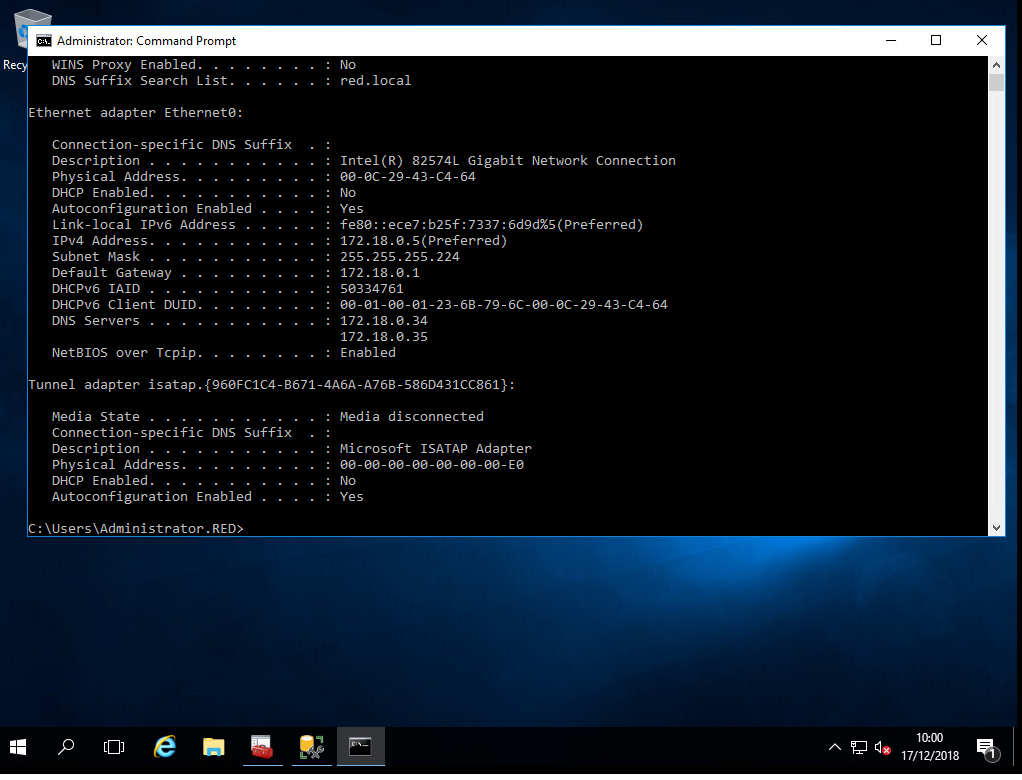 Recy
Administrator: Command Prompt
   WINS Proxy Enabled. . . . . . . . : No
   DNS Suffix Search List. . . . . . : red.local
Ethernet adapter Ethernet0:
   Connection-specific DNS Suffix  . :
   Description . . . . . . . . . . . : Intel(R) 82574L Gigabit Network Connection
   Physical Address. . . . . . . . . : 00-0C-29-43-C4-64
   DHCP Enabled. . . . . . . . . . . : No
   Autoconfiguration Enabled . . . . : Yes
   Link-local IPv6 Address . . . . . : fe80::ece7:b25f:7337:6d9d%5(Preferred)
   IPv4 Address. . . . . . . . . . . : 172.18.0.5(Preferred)
   Subnet Mask . . . . . . . . . . . : 255.255.255.224
   Default Gateway . . . . . . . . . : 172.18.0.1
   DHCPv6 IAID . . . . . . . . . . . : 50334761
   DHCPv6 Client DUID. . . . . . . . : 00-01-00-01-23-6B-79-6C-00-0C-29-43-C4-64
   DNS Servers . . . . . . . . . . . : 172.18.0.34
                                       172.18.0.35
   NetBIOS over Tcpip. . . . . . . . : Enabled
Tunnel adapter isatap.{960FC1C4-B671-4A6A-A76B-586D431CC861}:
   Media State . . . . . . . . . . . : Media disconnected
   Connection-specific DNS Suffix  . :
   Description . . . . . . . . . . . : Microsoft ISATAP Adapter
   Physical Address. . . . . . . . . : 00-00-00-00-00-00-00-E0
   DHCP Enabled. . . . . . . . . . . : No
   Autoconfiguration Enabled . . . . : Yes
C:\Users\Administrator.RED>
10:00
17/12/2018
1